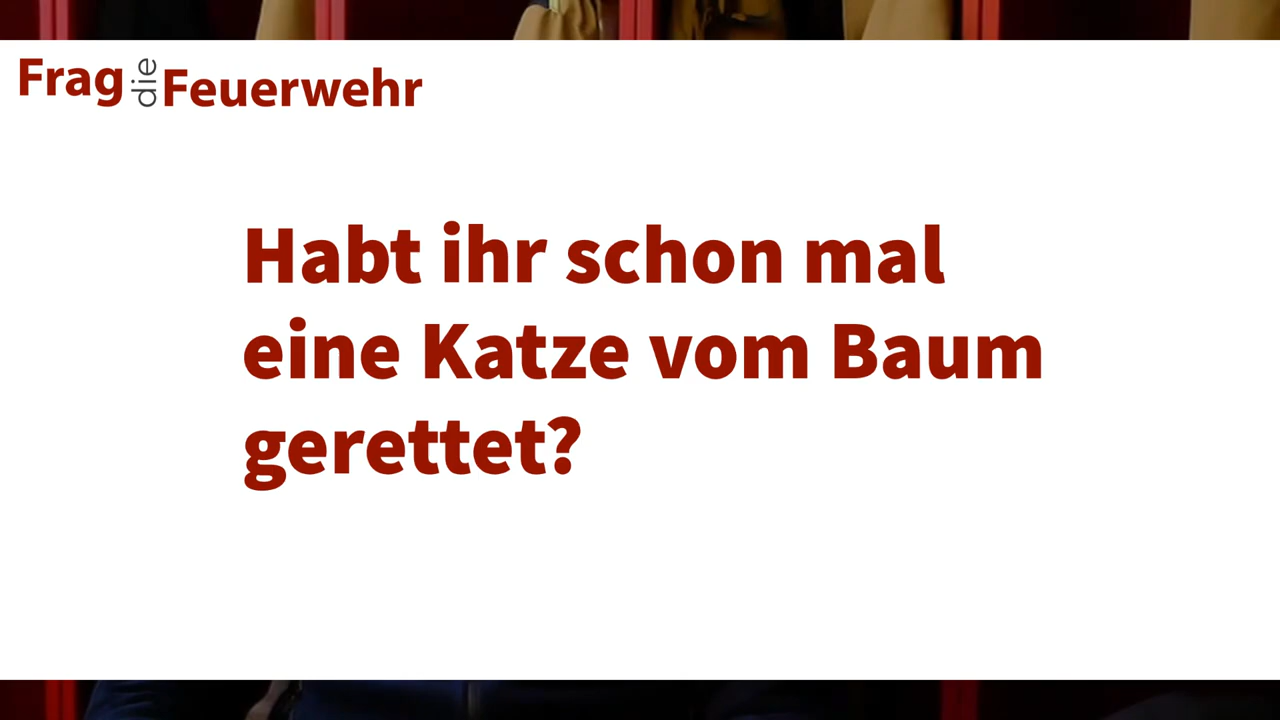 Frag die Feuerwehr
Habt ihr schon mal
eine Katze vom Baum
gerettet?